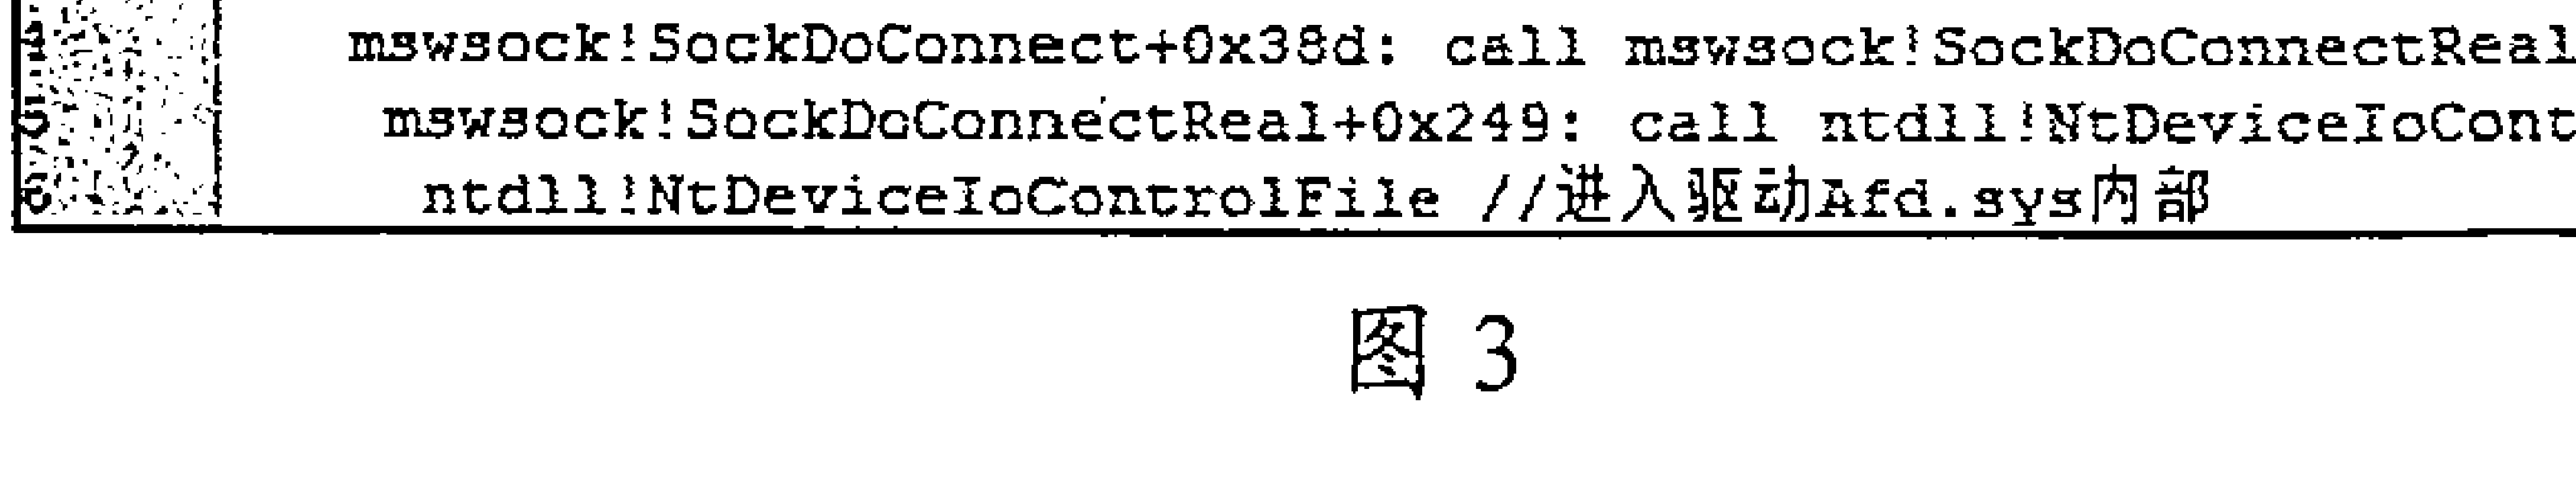 4 mswsock!SockDoConnect+0x38d: call mswsock!SockDoConnectReal
5 mswsock!SockDoConnectReal+0x249: call ntdll!NtDeviceIoCont
6 ntdll!NtDeviceIoControlFile //进入驱动Afd.sys内部
图 3